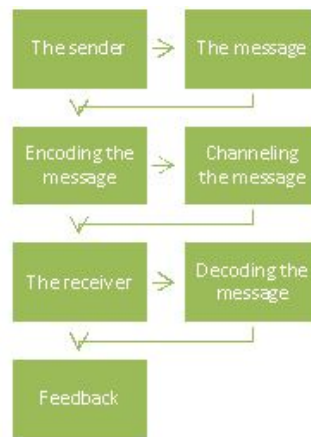 The sender
The message
Encoding the
message
Channeling
the message
The receiver
Decoding the
message
Feedback